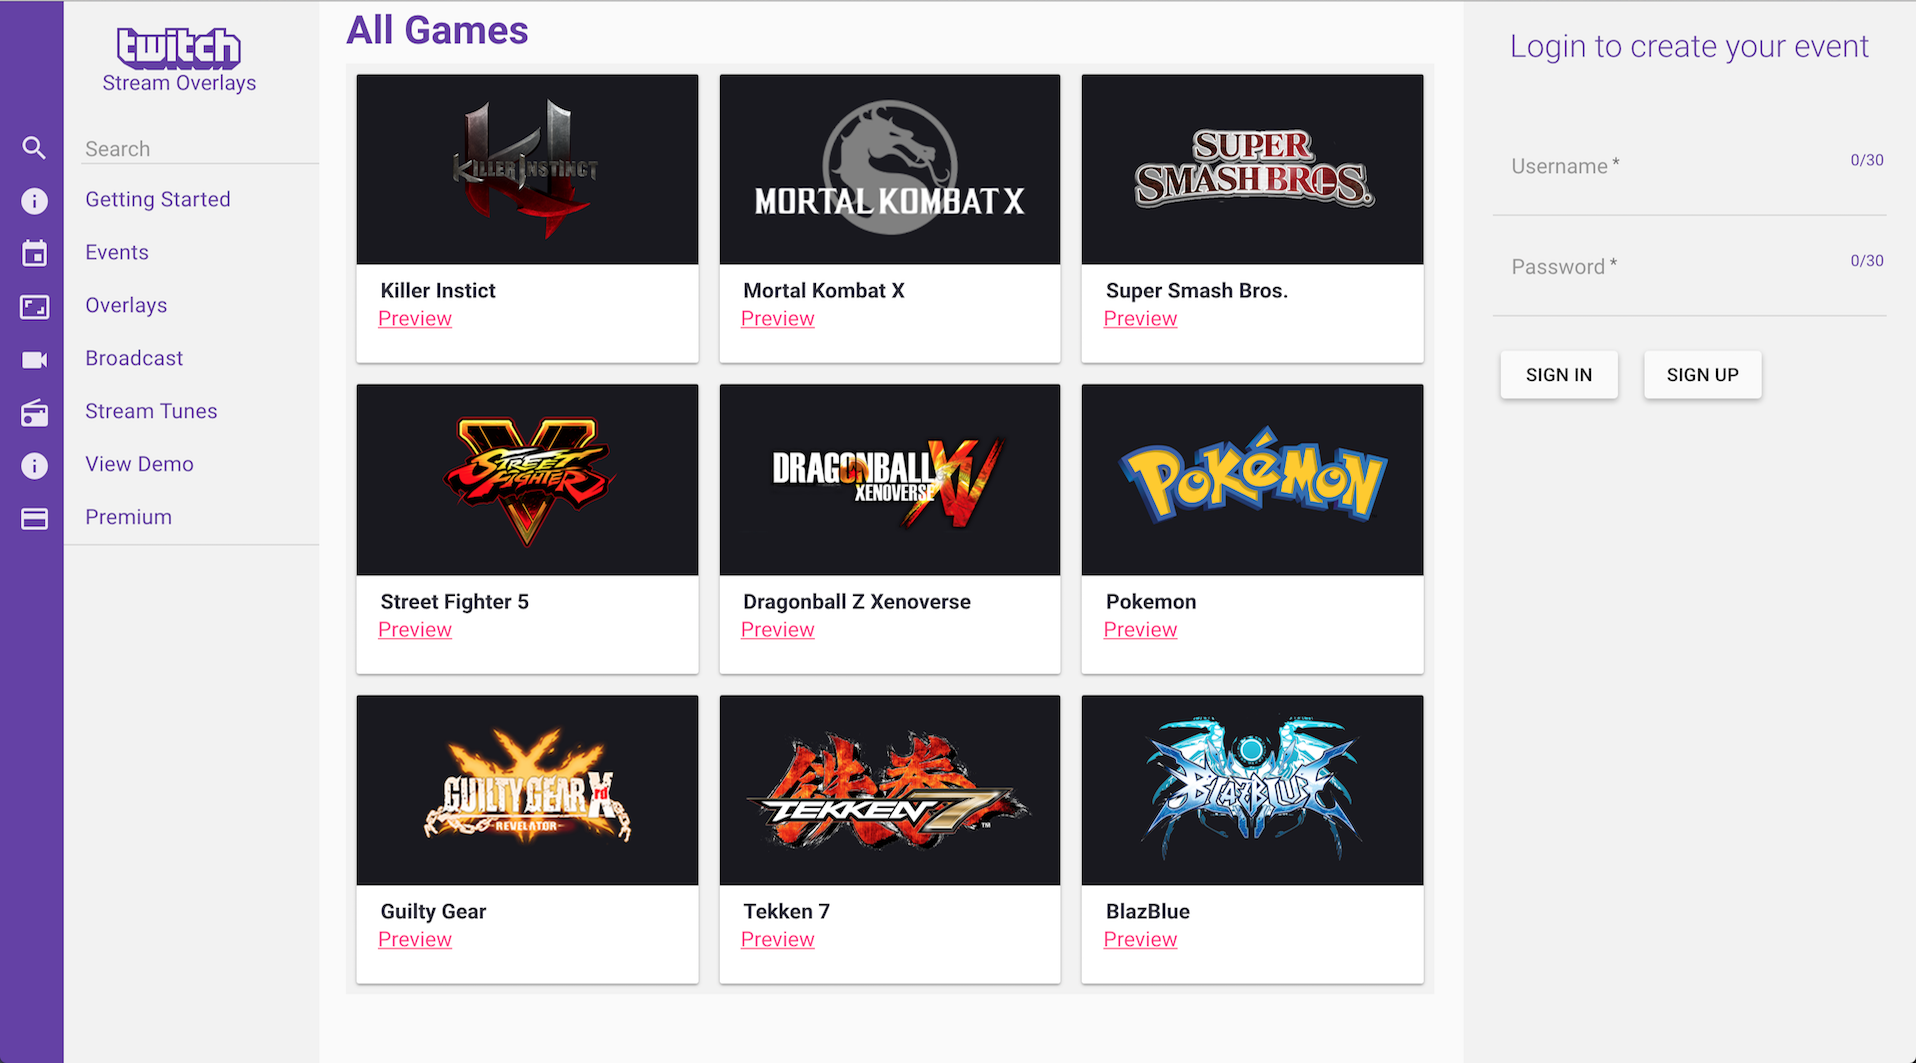 twitch
Stream Overlays
Search
Getting Started
Events
Overlays
Broadcast
Stream Tunes
View Demo
Premium
All Games
KILLER INSTINCT
Killer Instict
Preview
MORTAL KOMBAT X
Mortal Kombat X
Preview
SUPER
SMASH BROS.
Super Smash Bros.
Preview
V
STREET
FIGHTER
Street Fighter 5
Preview
DRAGONBALL XV
XENOVERSE
Dragonball Z Xenoverse
Preview
POKéMON
Pokemon
Preview
GUILTY GEAR Xrd
-REVELATOR-
Guilty Gear
Preview
鉄拳
TEKKEN 7™
Tekken 7
Preview
BLAZBLUE
BlazBlue
Preview
Login to create your event
Username *
0/30
Password *
0/30
SIGN IN
SIGN UP